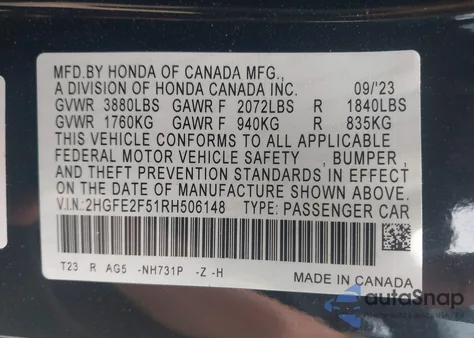 MFD.BY HONDA OF CANADA MFG.,
A DIVISION OF HONDA CANADA INC. 09/'23
GVWR 3880LBS GAWR F 2072LBS R 1840LBS
GVWR 1760KG GAWR F 940KG R 835KG
THIS VEHICLE CONFORMS TO ALL APPLICABLE
FEDERAL MOTOR VEHICLE SAFETY , BUMPER ,
AND THEFT PREVENTION STANDARDS IN EFFECT
ON THE DATE OF MANUFACTURE SHOWN ABOVE.
V.I.N.:2HGFE2F51RH506148 TYPE: PASSENGER CAR
T23 R AG5 -NH731P -Z -H
MADE IN CANADA
autaSnap